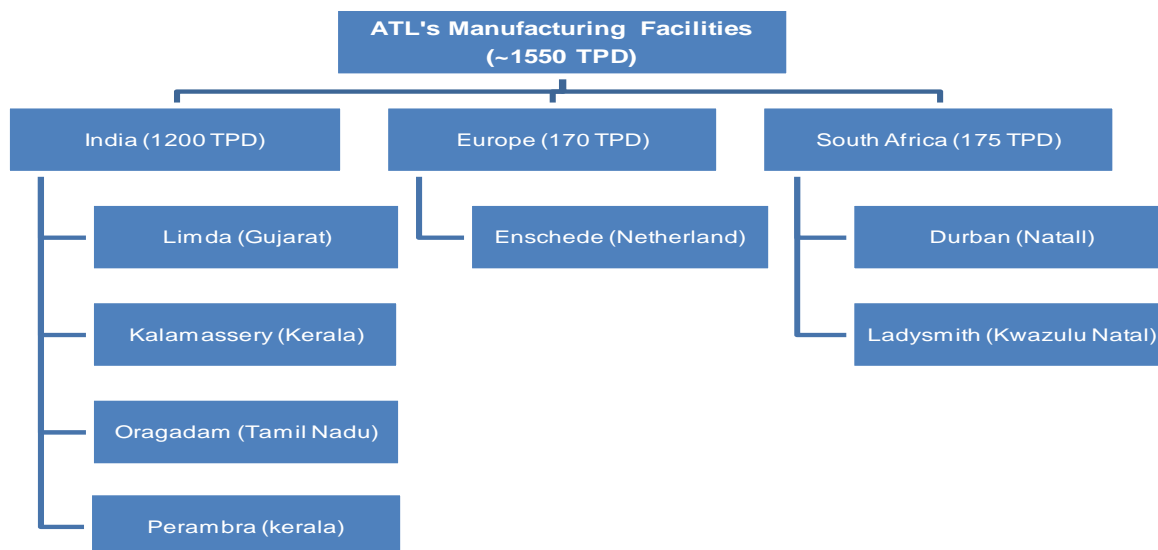 ATL's Manufacturing Facilities
(~1550 TPD)
India (1200 TPD)
Europe (170 TPD)
South Africa (175 TPD)
Limda (Gujarat)
Enschede (Netherland)
Durban (Natall)
Kalamassery (Kerala)
Ladysmith (Kwazulu Natal)
Oragadam (Tamil Nadu)
Perambra (kerala)